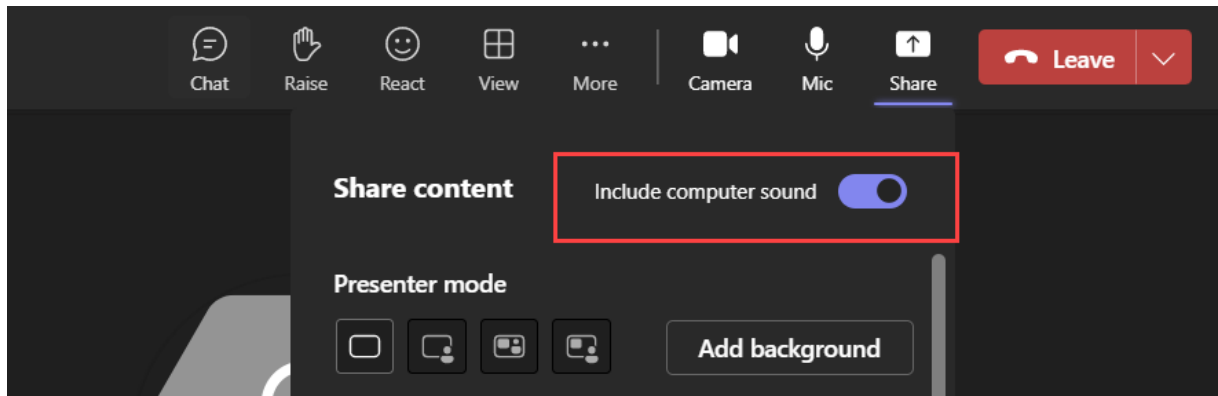 Chat Raise React View More Camera Mic Share Leave
Share content Include computer sound
Presenter mode
Add background